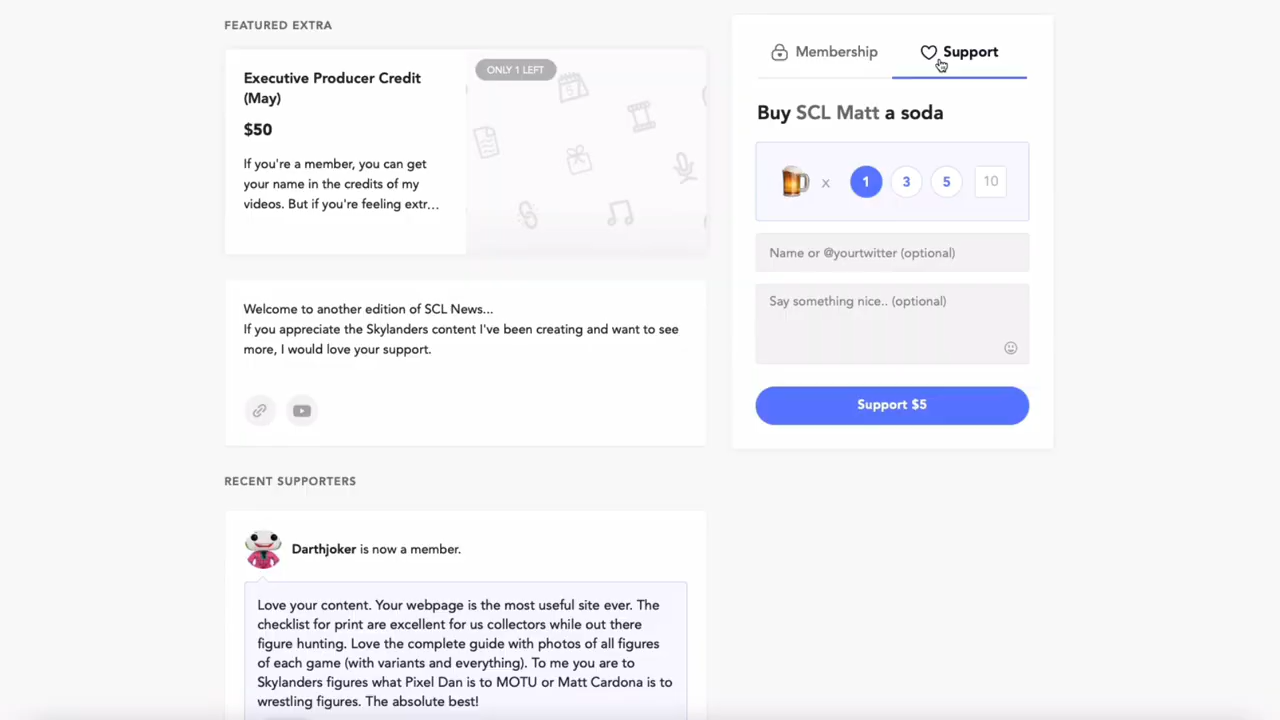 FEATURED EXTRA
Executive Producer Credit
(May)
$50
If you're a member, you can get
your name in the credits of my
videos. But if you're feeling extr...
ONLY 1 LEFT
Welcome to another edition of SCL News...
If you appreciate the Skylanders content I've been creating and want to see
more, I would love your support.
RECENT SUPPORTERS
Darthjoker is now a member.
Love your content. Your webpage is the most useful site ever. The
checklist for print are excellent for us collectors while out there
figure hunting. Love the complete guide with photos of all figures
of each game (with variants and everything). To me you are to
Skylanders figures what Pixel Dan is to MOTU or Matt Cardona is to
wrestling figures. The absolute best!
Membership
Support
Buy SCL Matt a soda
x 1 3 5 10
Name or @yourtwitter (optional)
Say something nice.. (optional)
Support $5